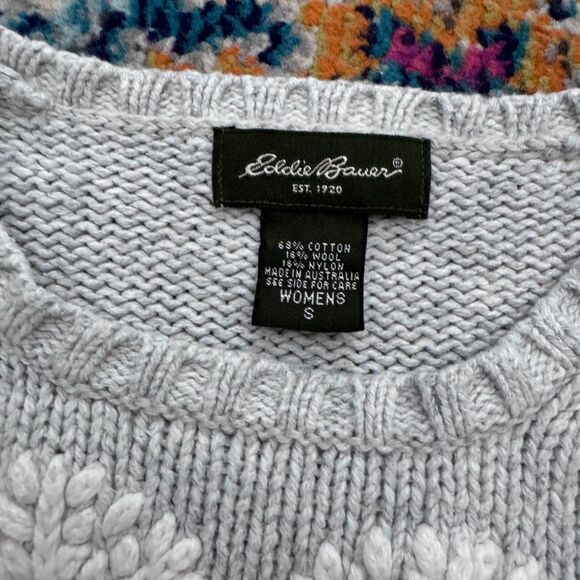 Eddie Bauer®
EST. 1920
68% COTTON
16% WOOL
16% NYLON
MADE IN AUSTRALIA
SEE SIDE FOR CARE
WOMENS
S